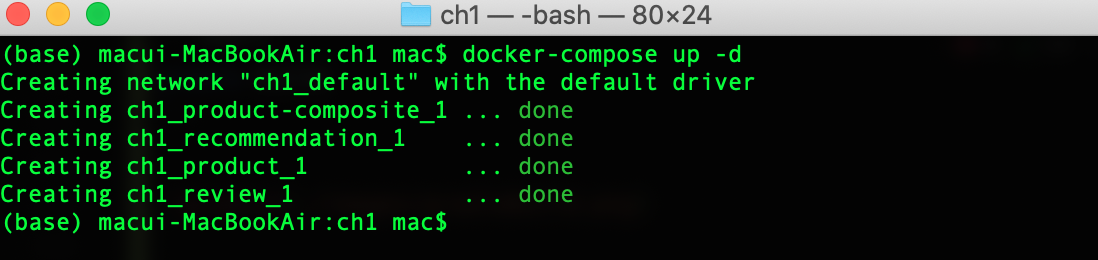 ch1 — -bash — 80×24
(base) macui-MacBookAir:ch1 mac$ docker-compose up -d
Creating network "ch1_default" with the default driver
Creating ch1_product-composite_1 ... done
Creating ch1_recommendation_1    ... done
Creating ch1_product_1           ... done
Creating ch1_review_1            ... done
(base) macui-MacBookAir:ch1 mac$